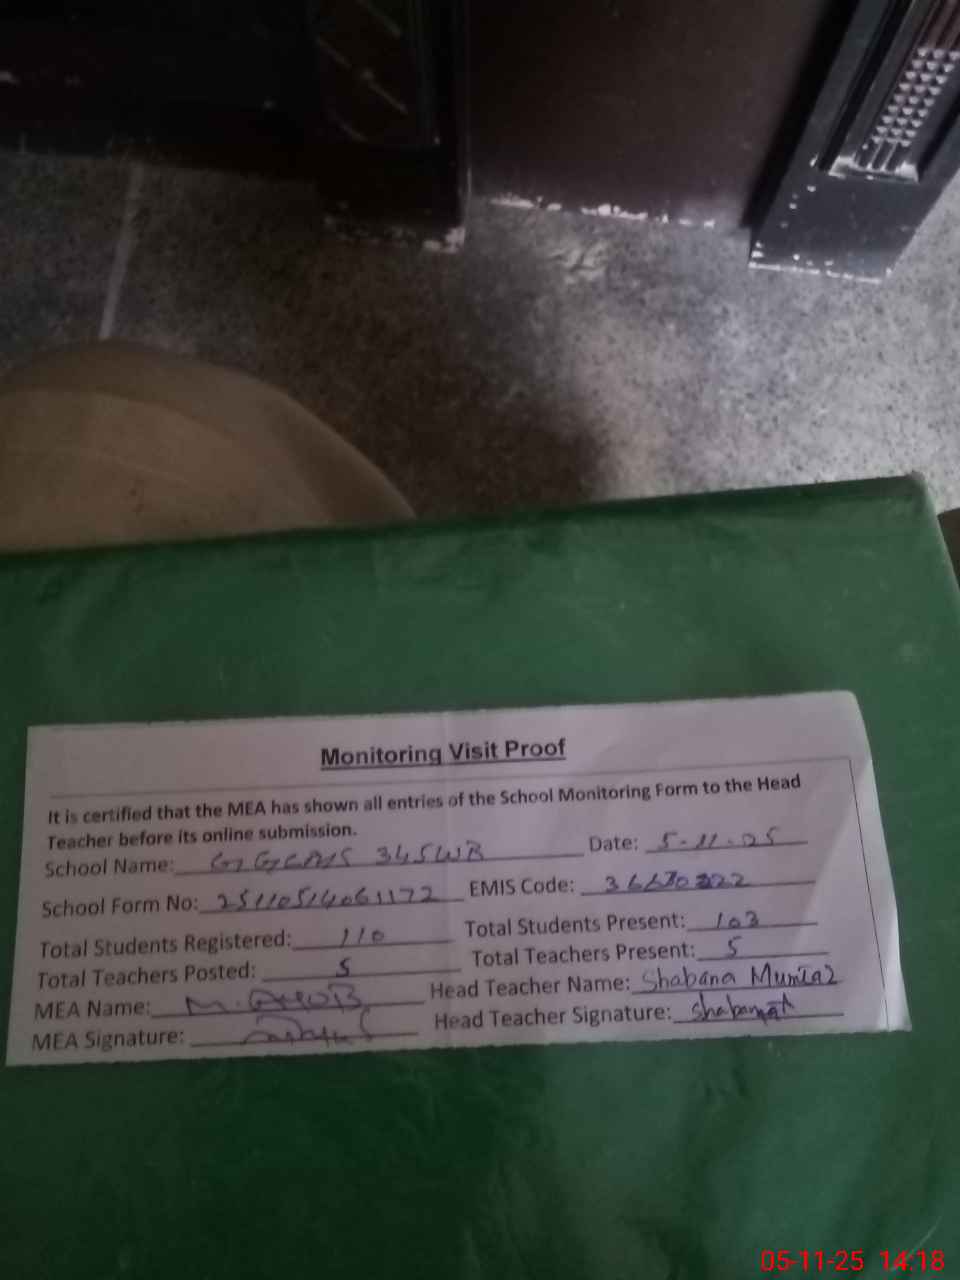 Monitoring Visit Proof
It is certified that the MEA has shown all entries of the School Monitoring Form to the Head
Teacher before its online submission.
School Name: 345WB Date: 5-11-25
School Form No: 25110514061172 EMIS Code:
Total Students Registered: 110 Total Students Present: 103
Total Teachers Posted: 5 Total Teachers Present: 5
MEA Name: M. Head Teacher Name: Shabana Mumtaz
MEA Signature: Head Teacher Signature:
05-11-25 14:18